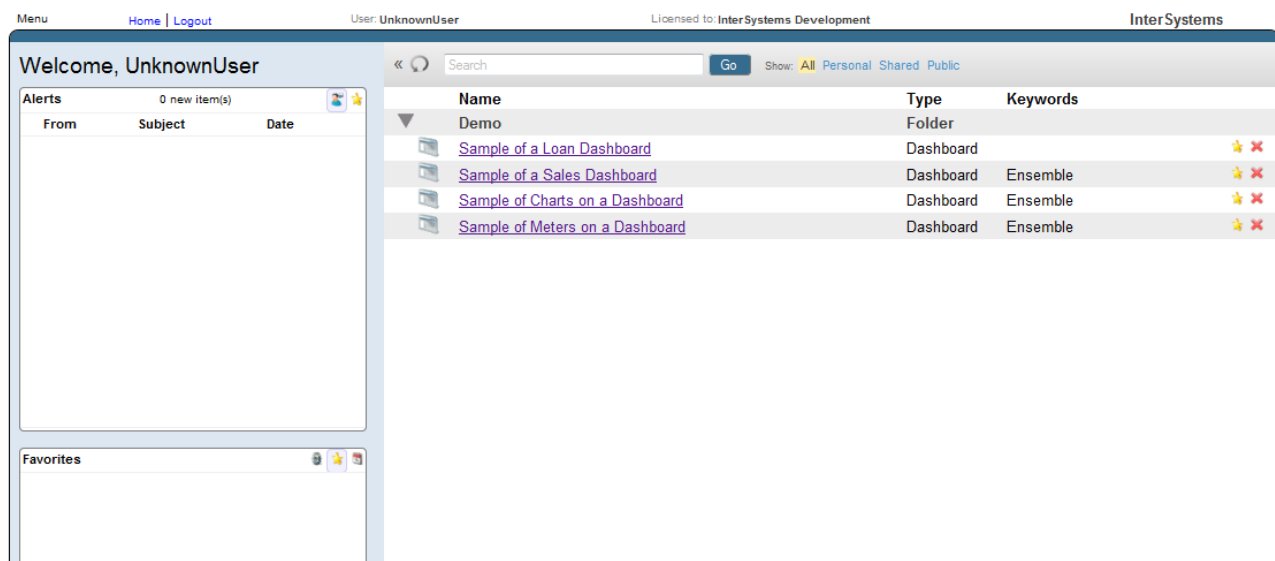 Menu Home | Logout User: UnknownUser Licensed to: InterSystems Development InterSystems
Welcome, UnknownUser
« Search Go Show: All Personal Shared Public
Alerts 0 new item(s)
From Subject Date
Name Type Keywords
Demo Folder
Sample of a Loan Dashboard Dashboard
Sample of a Sales Dashboard Dashboard Ensemble
Sample of Charts on a Dashboard Dashboard Ensemble
Sample of Meters on a Dashboard Dashboard Ensemble
Favorites